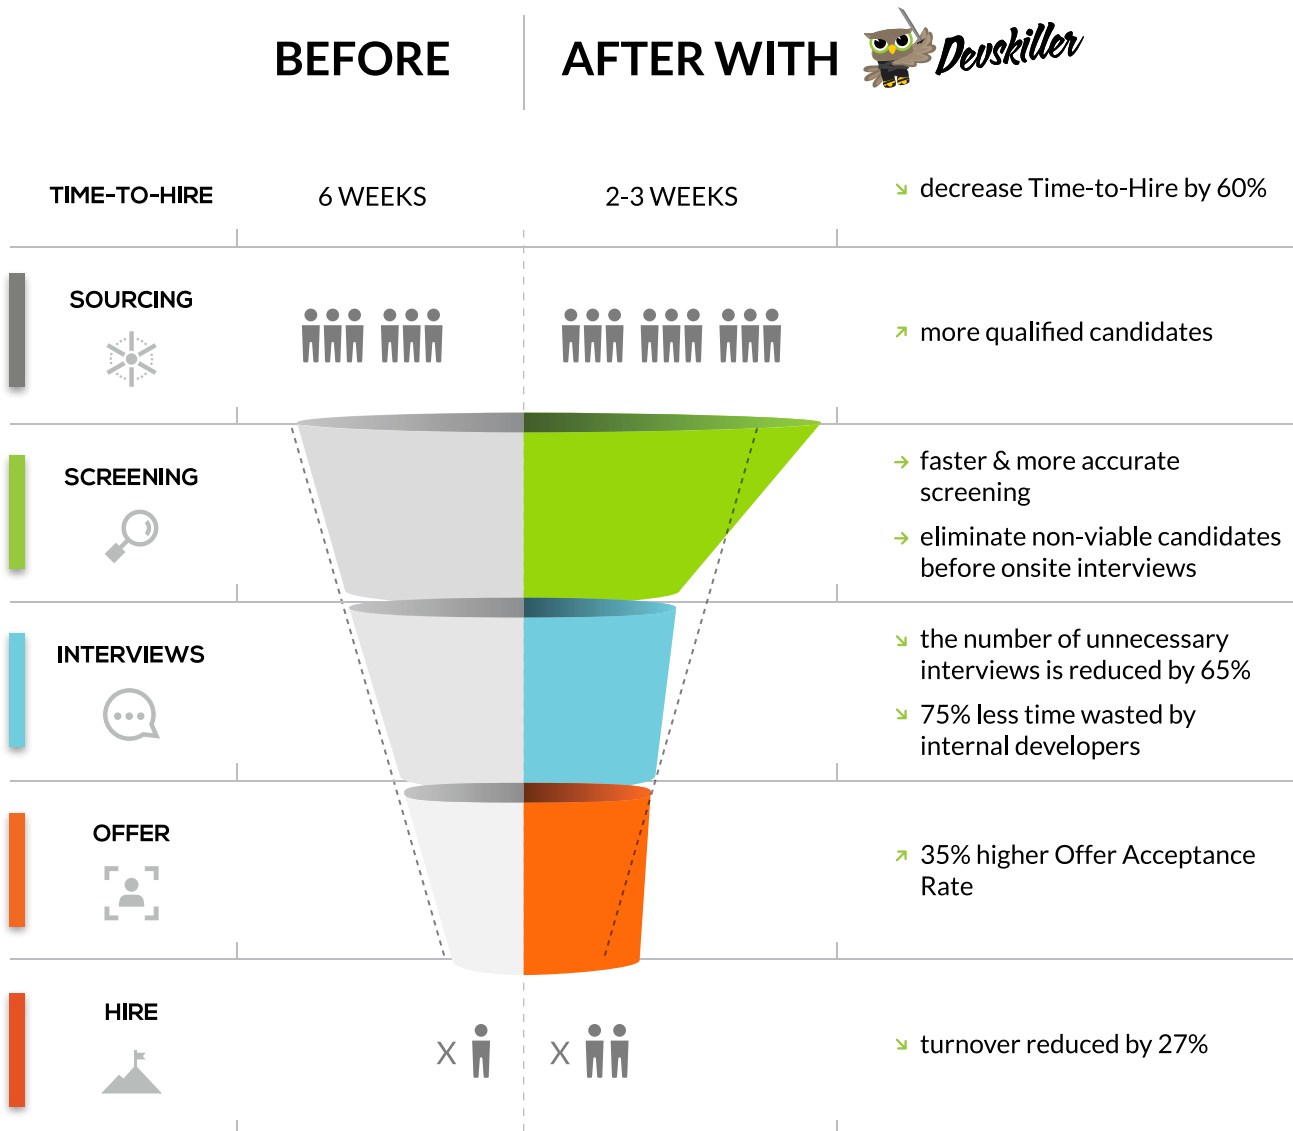 BEFORE
AFTER WITH Devskiller
TIME-TO-HIRE
6 WEEKS
2-3 WEEKS
decrease Time-to-Hire by 60%
SOURCING
more qualified candidates
SCREENING
faster & more accurate
screening
eliminate non-viable candidates
before onsite interviews
INTERVIEWS
the number of unnecessary
interviews is reduced by 65%
75% less time wasted by
internal developers
OFFER
35% higher Offer Acceptance
Rate
HIRE
X
X
turnover reduced by 27%